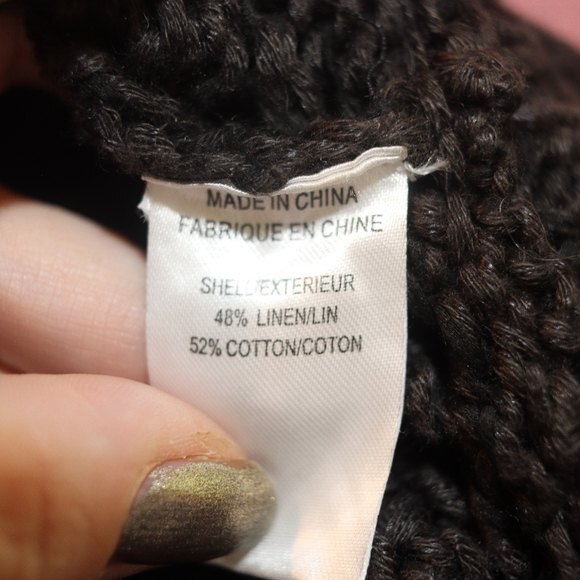 MADE IN CHINA
FABRIQUE EN CHINE
SHELL/EXTERIEUR
48% LINEN/LIN
52% COTTON/COTON